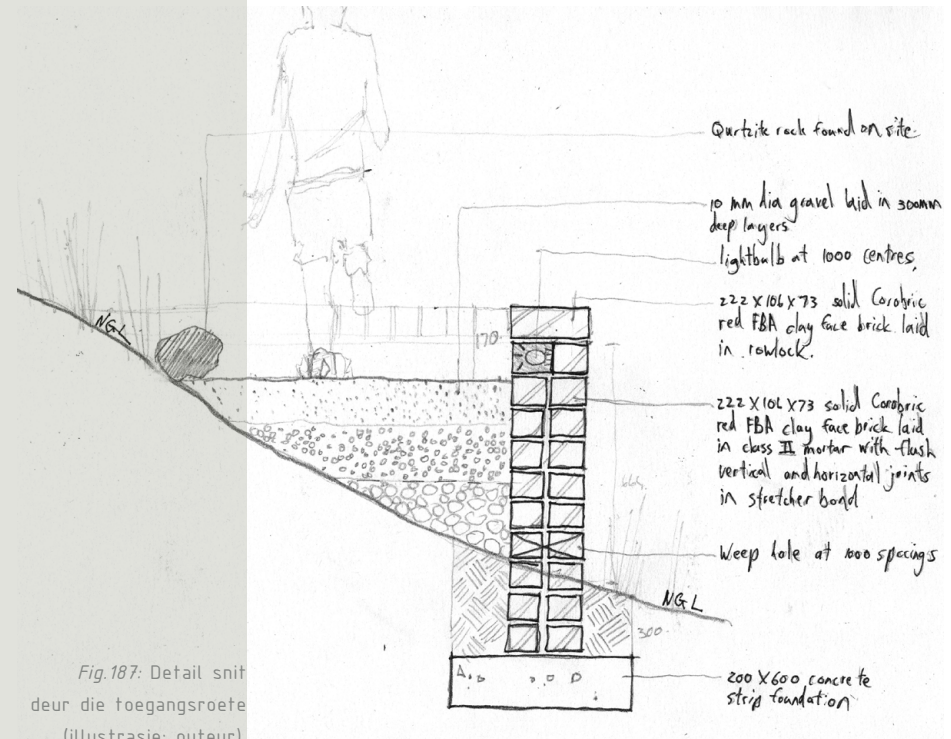 Qurtzite rock found on site.
10 mm dia gravel laid in 300mm
deep layers
lightbulb at 1000 centres,
222 X 106 X 73 solid Corobric
red FBA clay face brick laid
in rowlock.
170.
222 X 106 X 73 solid Corobric
red FBA clay face brick laid
in class II mortar with flush
vertical and horizontal joints
in stretcher bond
Weep hole at 1000 spacings
NGL
NGL
300.
200 X 600 concrete
strip foundation
Fig.187: Detail snit
deur die toegangsroete
(illustrasie: outeur)